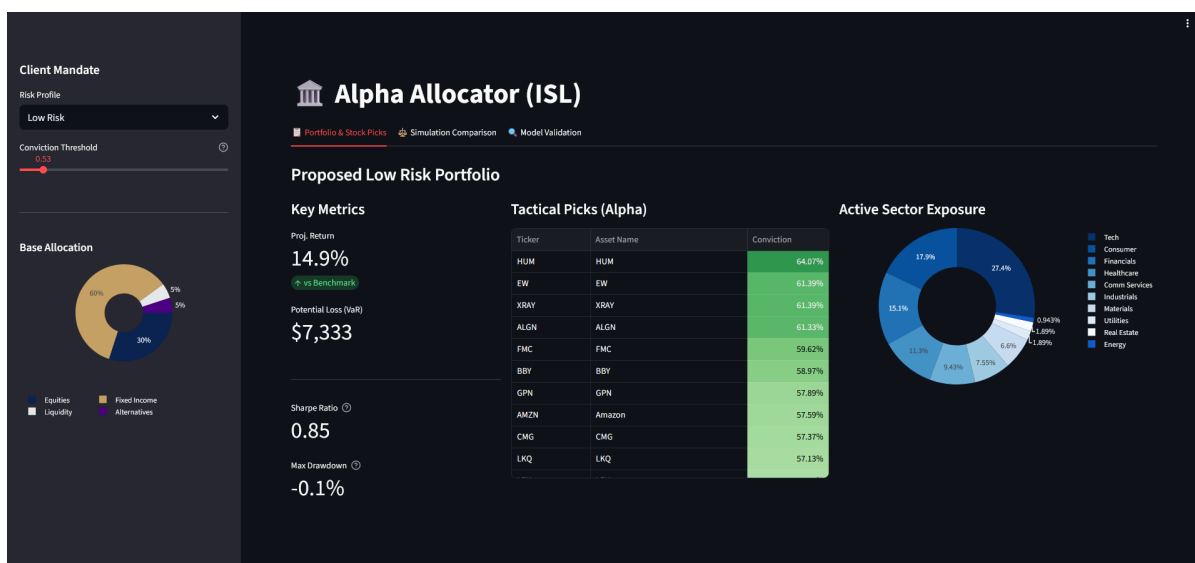 Client Mandate
Risk Profile
Low Risk
Conviction Threshold
0.53
Base Allocation
60%
5%
5%
30%
Equities
Fixed Income
Liquidity
Alternatives
Alpha Allocator (ISL)
Portfolio & Stock Picks
Simulation Comparison
Model Validation
Proposed Low Risk Portfolio
Key Metrics
Proj. Return
14.9%
↑ vs Benchmark
Potential Loss (VaR)
$7,333
Sharpe Ratio
0.85
Max Drawdown
-0.1%
Tactical Picks (Alpha)
Ticker Asset Name Conviction
HUM HUM 64.07%
EW EW 61.39%
XRAY XRAY 61.39%
ALGN ALGN 61.33%
FMC FMC 59.62%
BBY BBY 58.97%
GPN GPN 57.89%
AMZN Amazon 57.59%
CMG CMG 57.37%
LKQ LKQ 57.13%
Active Sector Exposure
17.9%
27.4%
15.1%
0.943%
1.89%
1.89%
11.3%
6.6%
9.43%
7.55%
Tech
Consumer
Financials
Healthcare
Comm Services
Industrials
Materials
Utilities
Real Estate
Energy